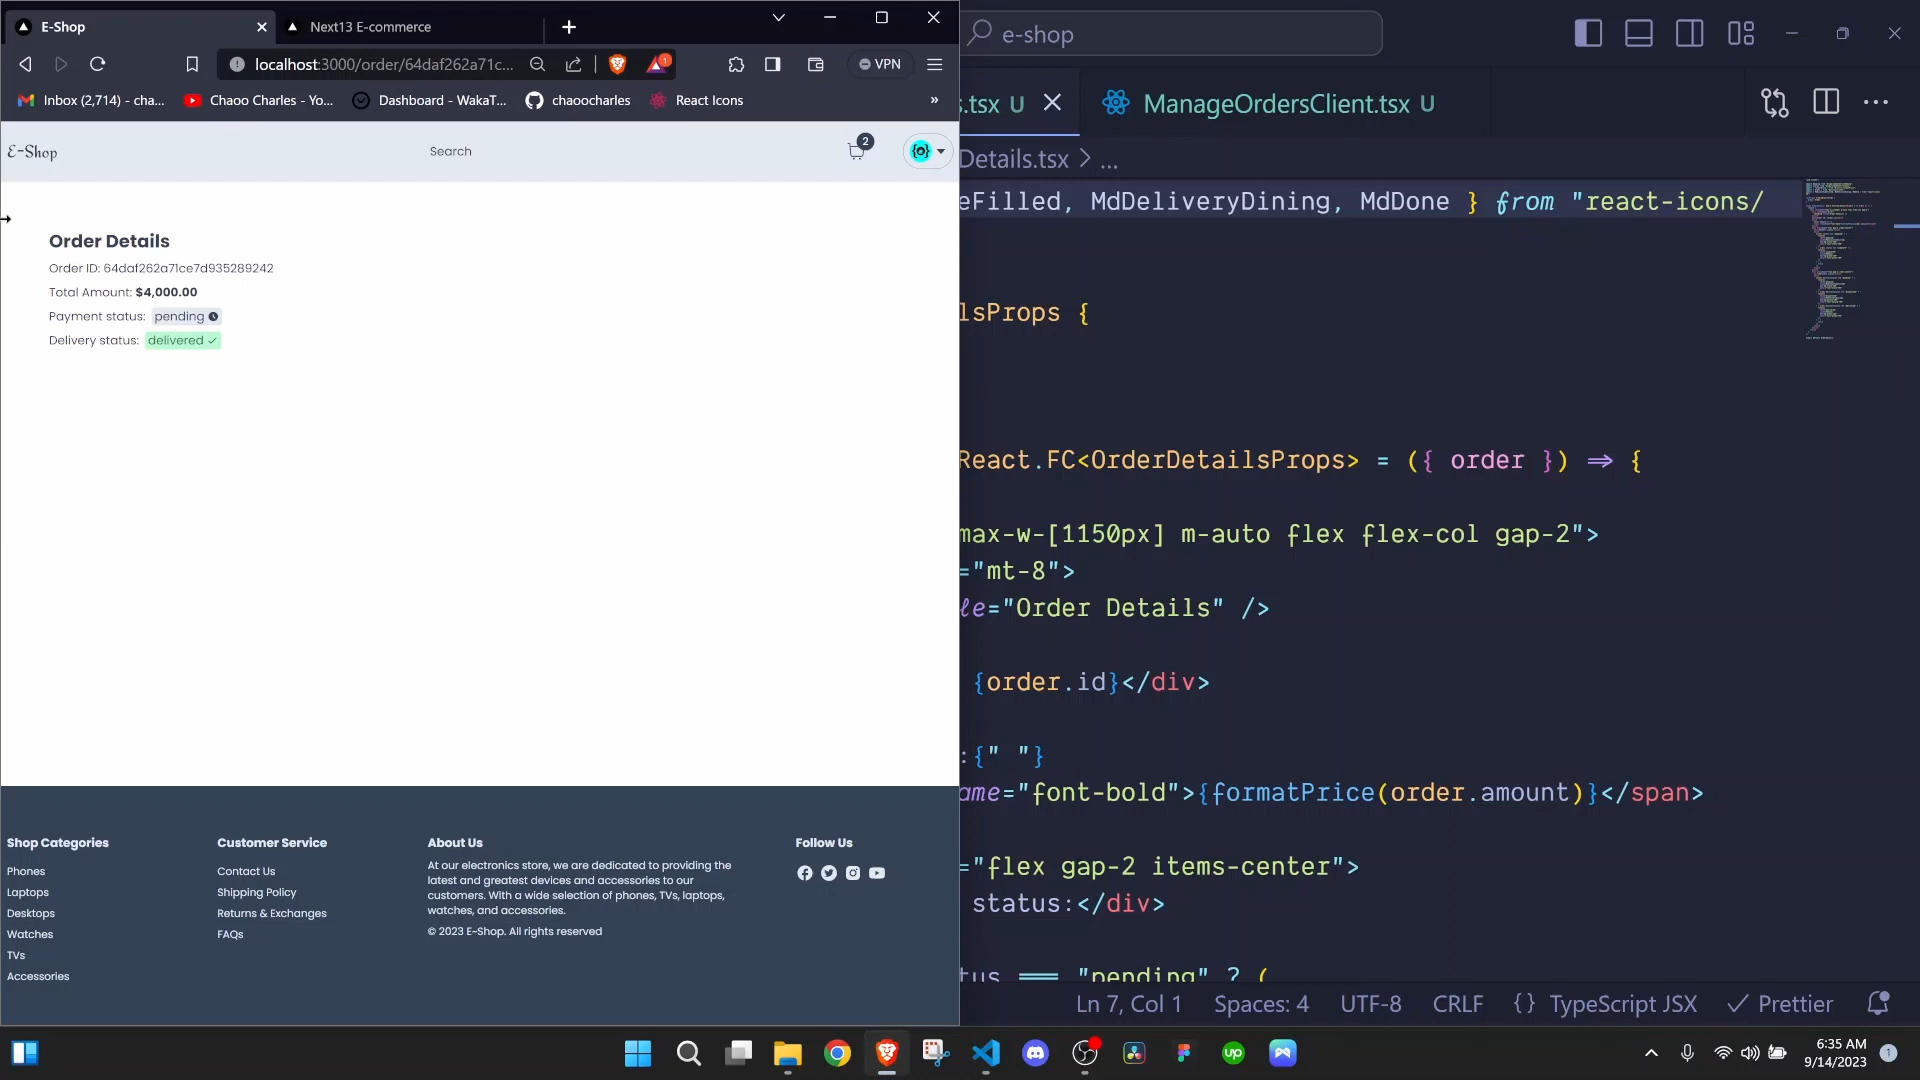 E-Shop
Next13 E-commerce
localhost:3000/order/64daf262a71c...
1
VPN
Inbox (2,714) - cha...
Chaoo Charles - Yo...
Dashboard - WakaT...
chaoocharles
React Icons
»
E-Shop
Search
2
Order Details
Order ID: 64daf262a71ce7d935289242
Total Amount: $4,000.00
Payment status: pending
Delivery status: delivered
Shop Categories
Phones
Laptops
Desktops
Watches
TVs
Accessories
Customer Service
Contact Us
Shipping Policy
Returns & Exchanges
FAQs
About Us
At our electronics store, we are dedicated to providing the
latest and greatest devices and accessories to our
customers. With a wide selection of phones, TVs, laptops,
watches, and accessories.
© 2023 E-Shop. All rights reserved
Follow Us
e-shop
s.tsx U
ManageOrdersClient.tsx U
Details.tsx > ...
eFilled, MdDeliveryDining, MdDone } from "react-icons/
lsProps {
React.FC<OrderDetailsProps> = ({ order }) => {
max-w-[1150px] m-auto flex flex-col gap-2">
="mt-8">
le="Order Details" />
{order.id}</div>
:{" "}
ame="font-bold">{formatPrice(order.amount)}</span>
="flex gap-2 items-center">
status:</div>
tus === "pending" ? (
Ln 7, Col 1
Spaces: 4
UTF-8
CRLF
{} TypeScript JSX
Prettier
up
6:35 AM
9/14/2023
1